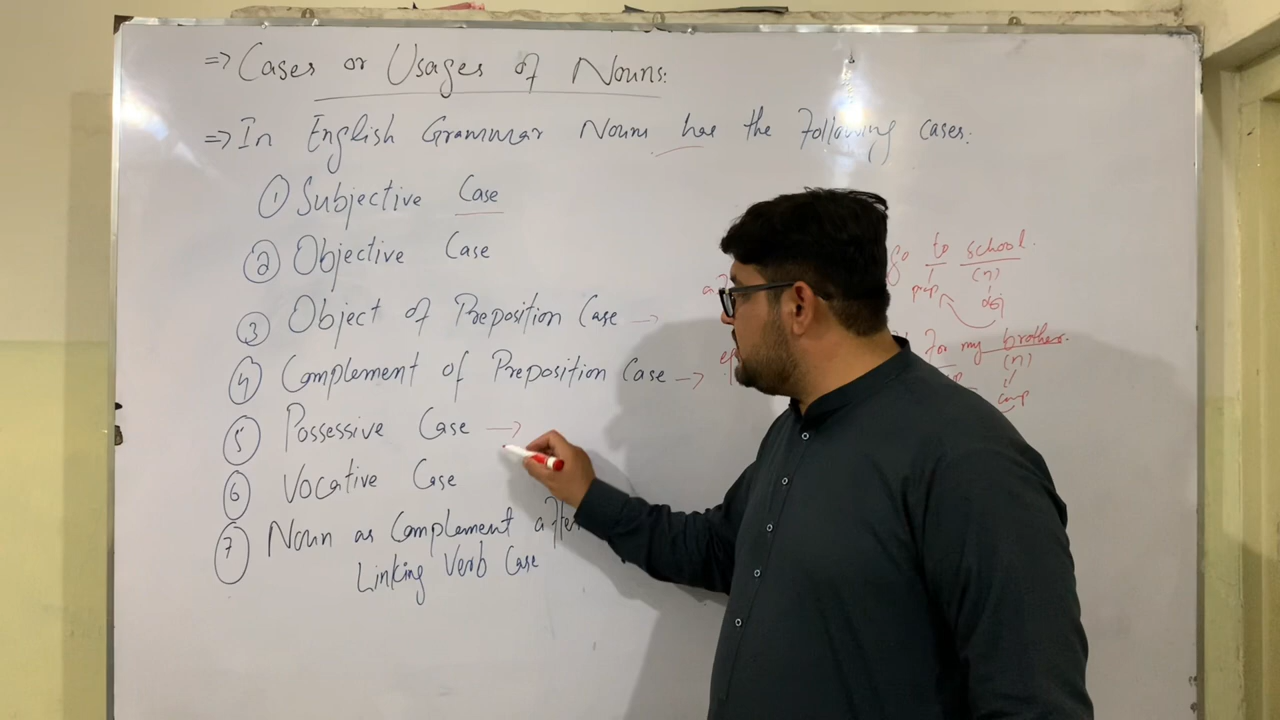 => Cases or Usages of Nouns:
=> In English Grammar Nouns has the following cases:
① Subjective Case
② Objective Case
③ Object of Preposition Case →
④ Complement of Preposition Case →
⑤ Possessive Case →
⑥ Vocative Case
⑦ Noun as Complement after
Linking Verb Case
go to school.
prep (n)
obj
for my brother.
(n)
comp